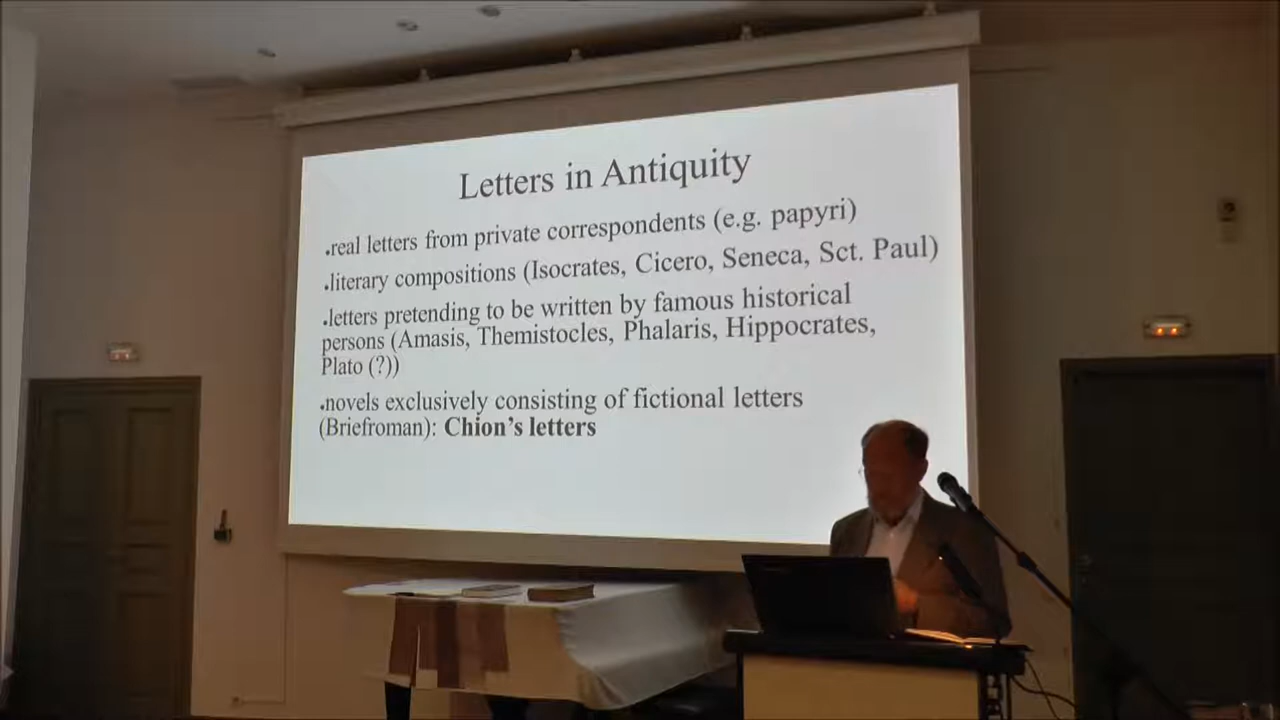 Letters in Antiquity
•real letters from private correspondents (e.g. papyri)
•literary compositions (Isocrates, Cicero, Seneca, Sct. Paul)
•letters pretending to be written by famous historical
persons (Amasis, Themistocles, Phalaris, Hippocrates,
Plato (?))
•novels exclusively consisting of fictional letters
(Briefroman): Chion’s letters